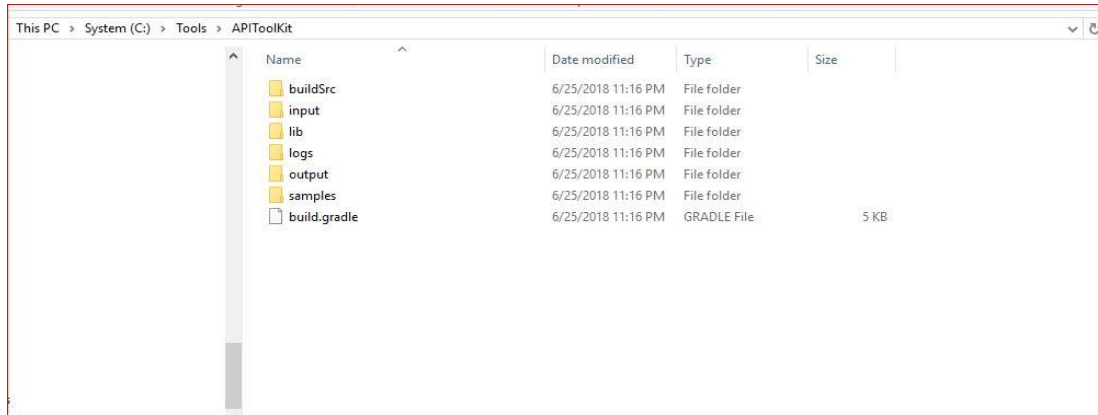 This PC > System (C:) > Tools > APIToolKit
Name Date modified Type Size
buildSrc 6/25/2018 11:16 PM File folder
input 6/25/2018 11:16 PM File folder
lib 6/25/2018 11:16 PM File folder
logs 6/25/2018 11:16 PM File folder
output 6/25/2018 11:16 PM File folder
samples 6/25/2018 11:16 PM File folder
build.gradle 6/25/2018 11:16 PM GRADLE File 5 KB